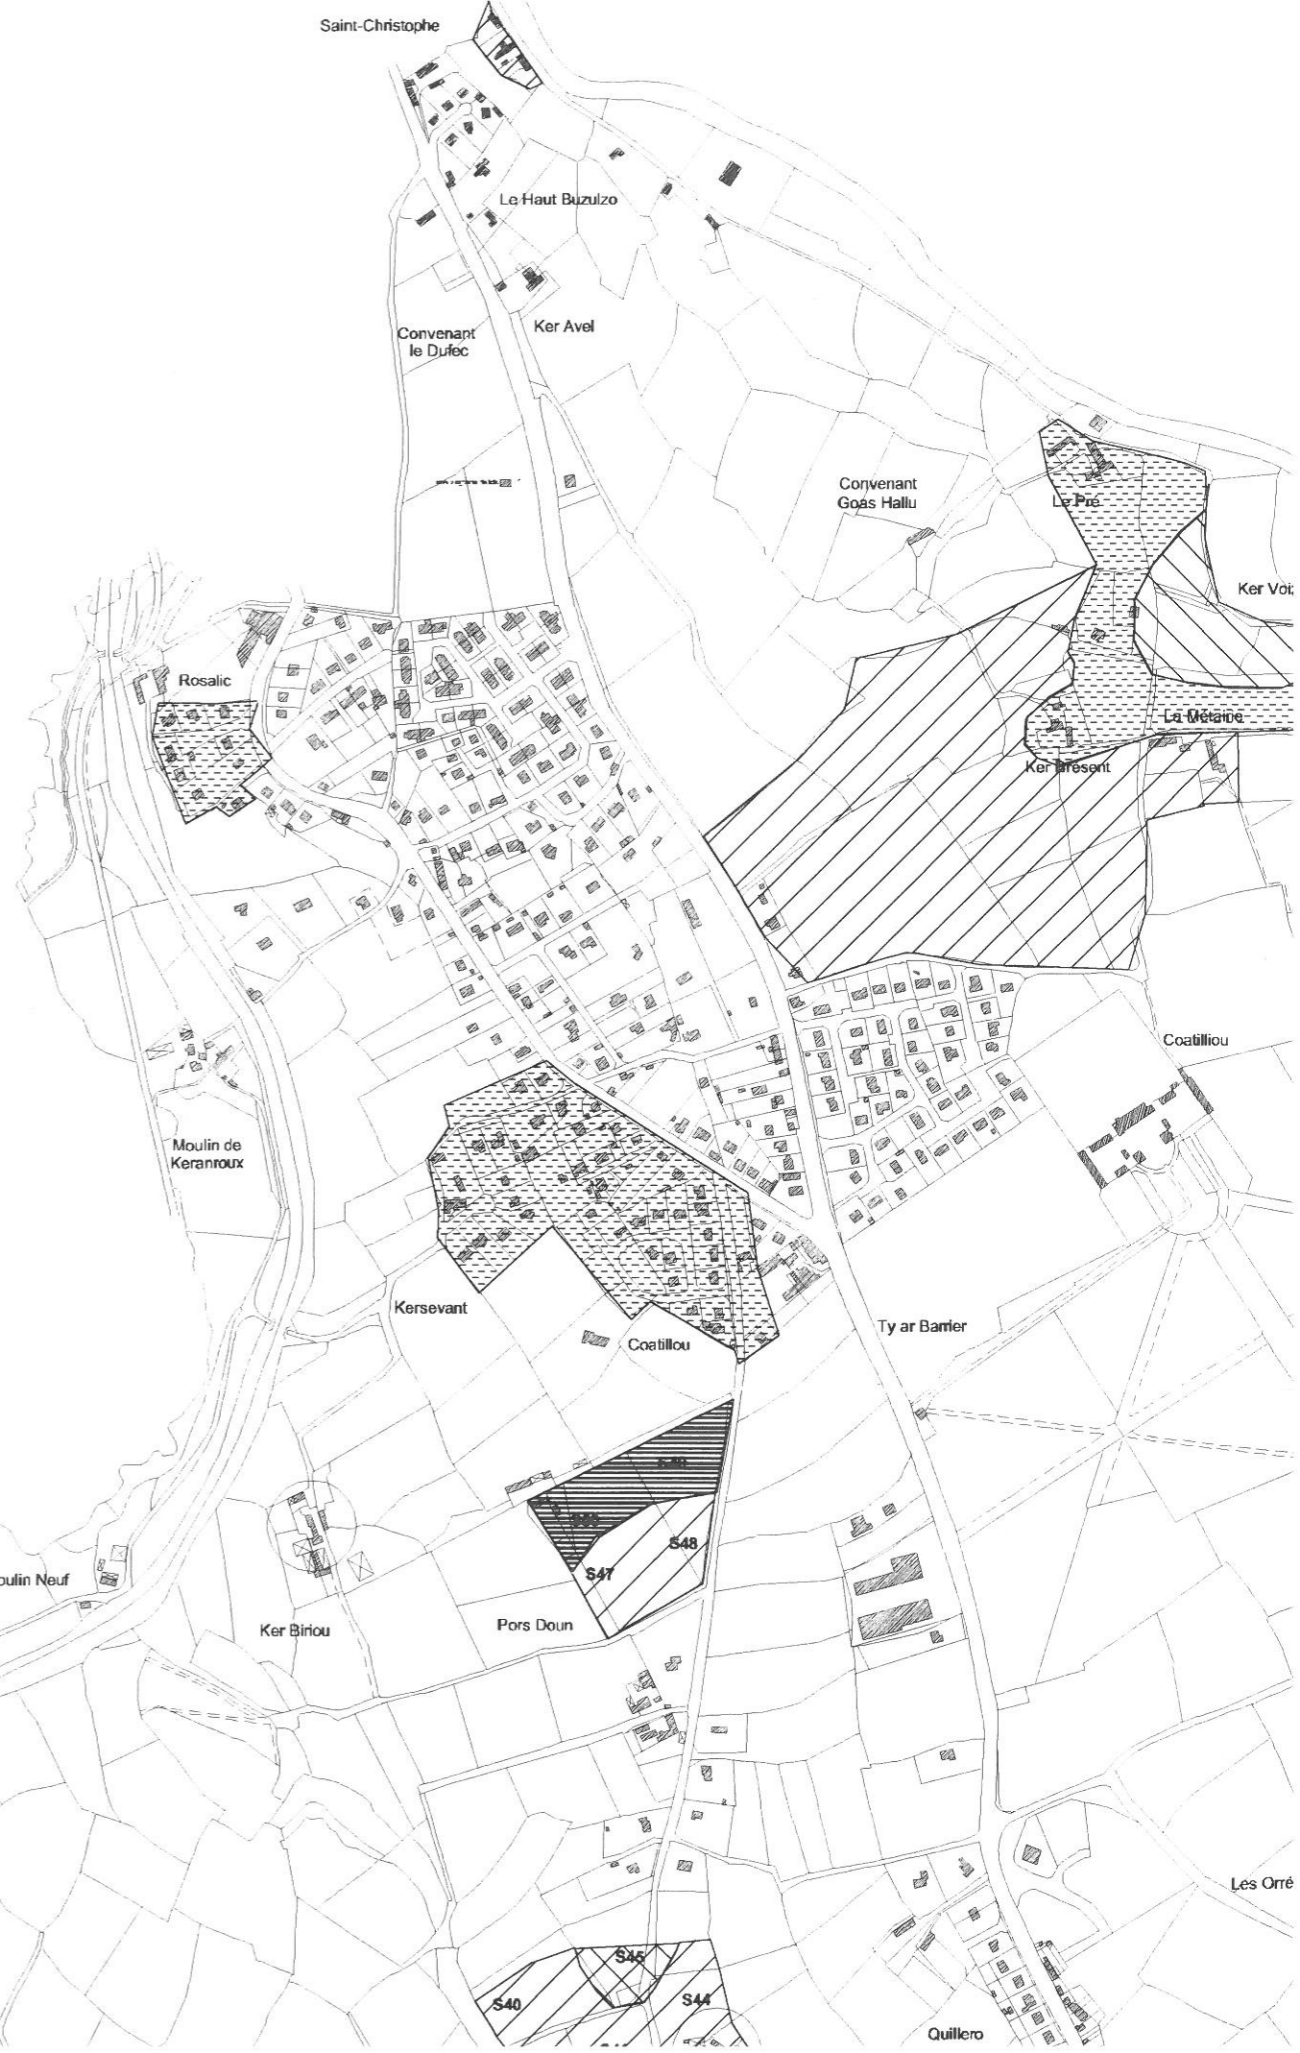 Saint-Christophe
Le Haut Buzulzo
Ker Avel
Convenant
le Dufec
Convenant
Goas Hallu
Le Pré
Ker Voi
Rosalic
La Métairie
Ker Bresent
Coatilliou
Moulin de
Keranroux
Kersevant
Coatillou
Ty ar Barrier
S48
S47
oulin Neuf
Ker Biriou
Pors Doun
Les Orré
S45
S40
S44
Quillero